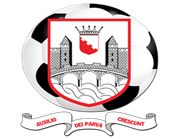 AUXILIO DEI PARVA CRESCUNT